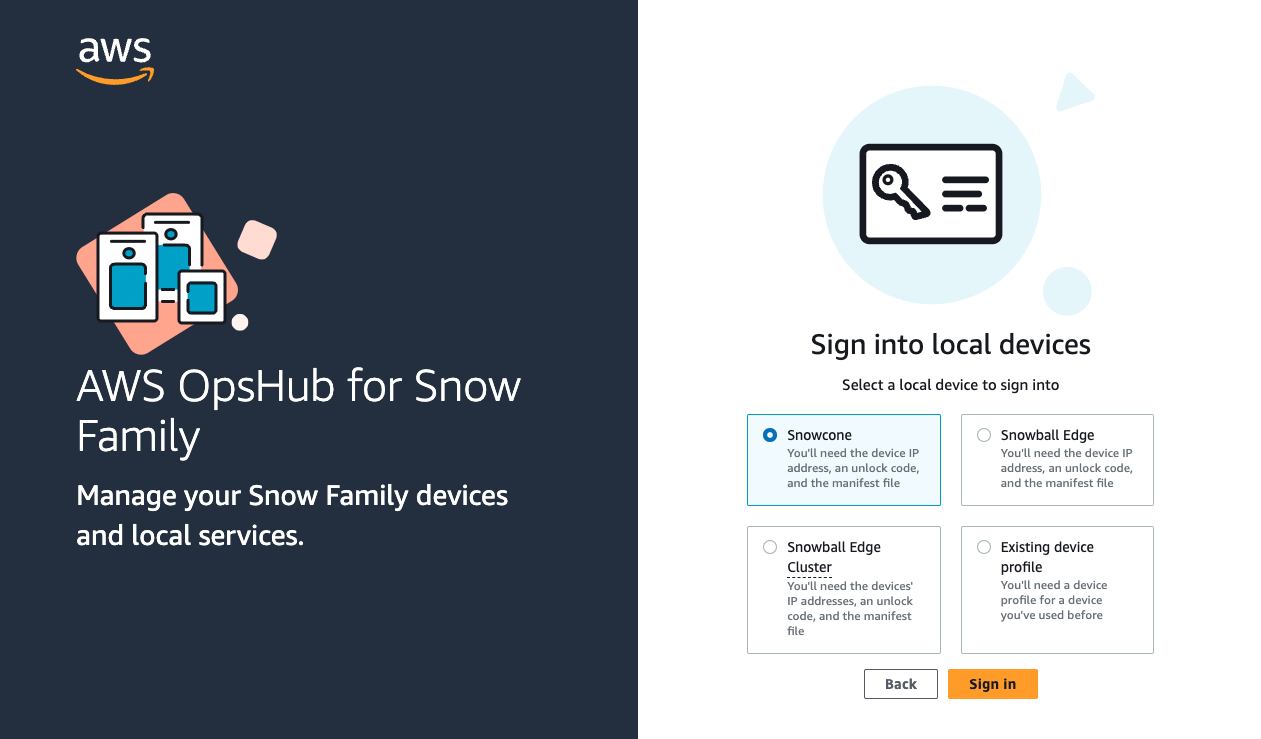 aws
AWS OpsHub for Snow
Family
Manage your Snow Family devices
and local services.
Sign into local devices
Select a local device to sign into
Snowcone
You'll need the device IP
address, an unlock code,
and the manifest file
Snowball Edge
You'll need the device IP
address, an unlock code,
and the manifest file
Snowball Edge
Cluster
You'll need the devices'
IP addresses, an unlock
code, and the manifest
file
Existing device
profile
You'll need a device
profile for a device
you've used before
Back
Sign in